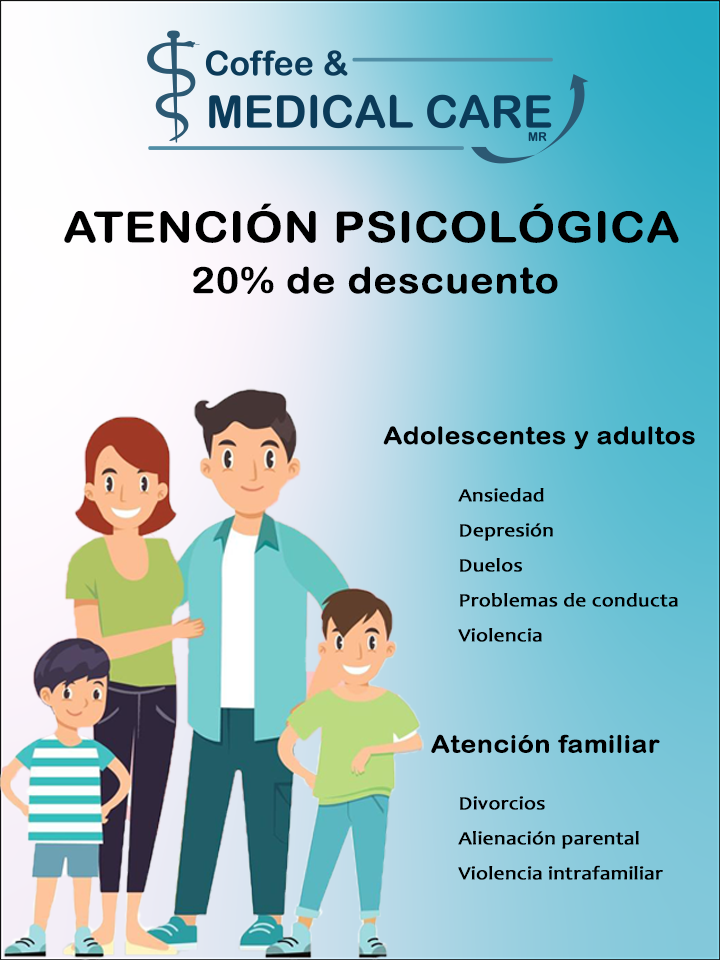 Coffee &
MEDICAL CARE
MR
ATENCIÓN PSICOLÓGICA
20% de descuento
Adolescentes y adultos
Ansiedad
Depresión
Duelos
Problemas de conducta
Violencia
Atención familiar
Divorcios
Alienación parental
Violencia intrafamiliar